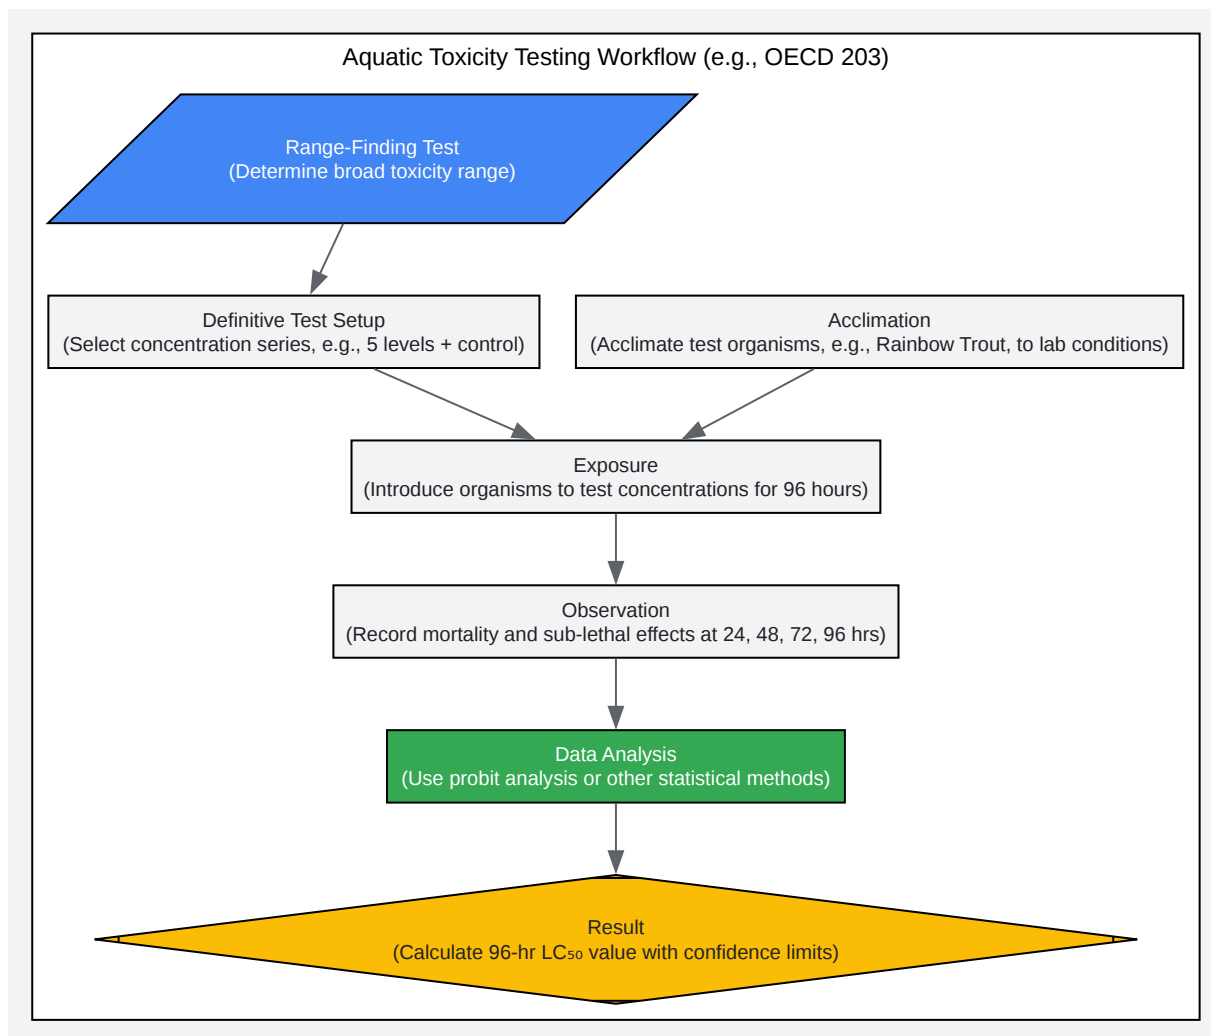 Aquatic Toxicity Testing Workflow (e.g., OECD 203)
Range-Finding Test
(Determine broad toxicity range)
Definitive Test Setup
(Select concentration series, e.g., 5 levels + control)
Acclimation
(Acclimate test organisms, e.g., Rainbow Trout, to lab conditions)
Exposure
(Introduce organisms to test concentrations for 96 hours)
Observation
(Record mortality and sub-lethal effects at 24, 48, 72, 96 hrs)
Data Analysis
(Use probit analysis or other statistical methods)
Result
(Calculate 96-hr LC₅₀ value with confidence limits)